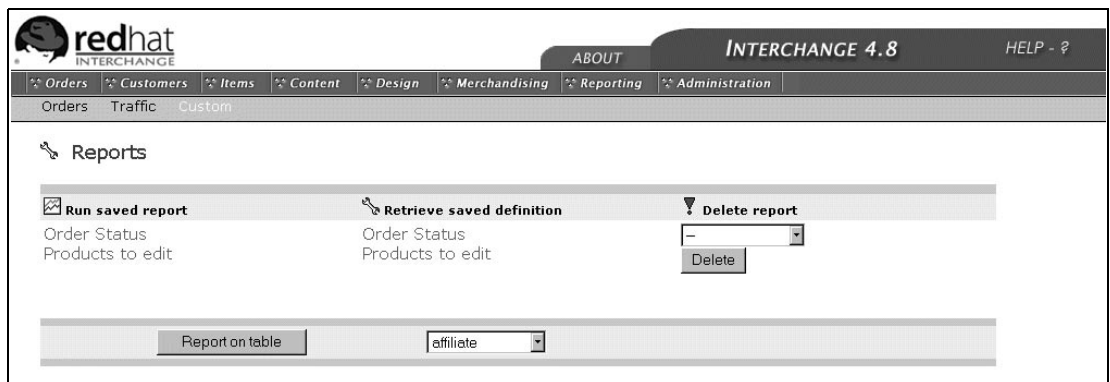 redhat
INTERCHANGE
ABOUT
INTERCHANGE 4.8
HELP - ?
Orders Customers Items Content Design Merchandising Reporting Administration
Orders Traffic Custom
Reports
Run saved report Retrieve saved definition Delete report
Order Status Order Status –
Products to edit Products to edit Delete
Report on table affiliate